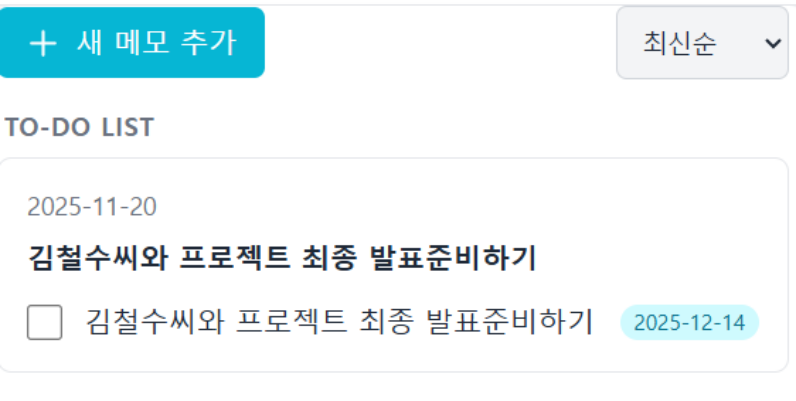 + 새 메모 추가
최신순
TO-DO LIST
2025-11-20
김철수씨와 프로젝트 최종 발표준비하기
김철수씨와 프로젝트 최종 발표준비하기 2025-12-14